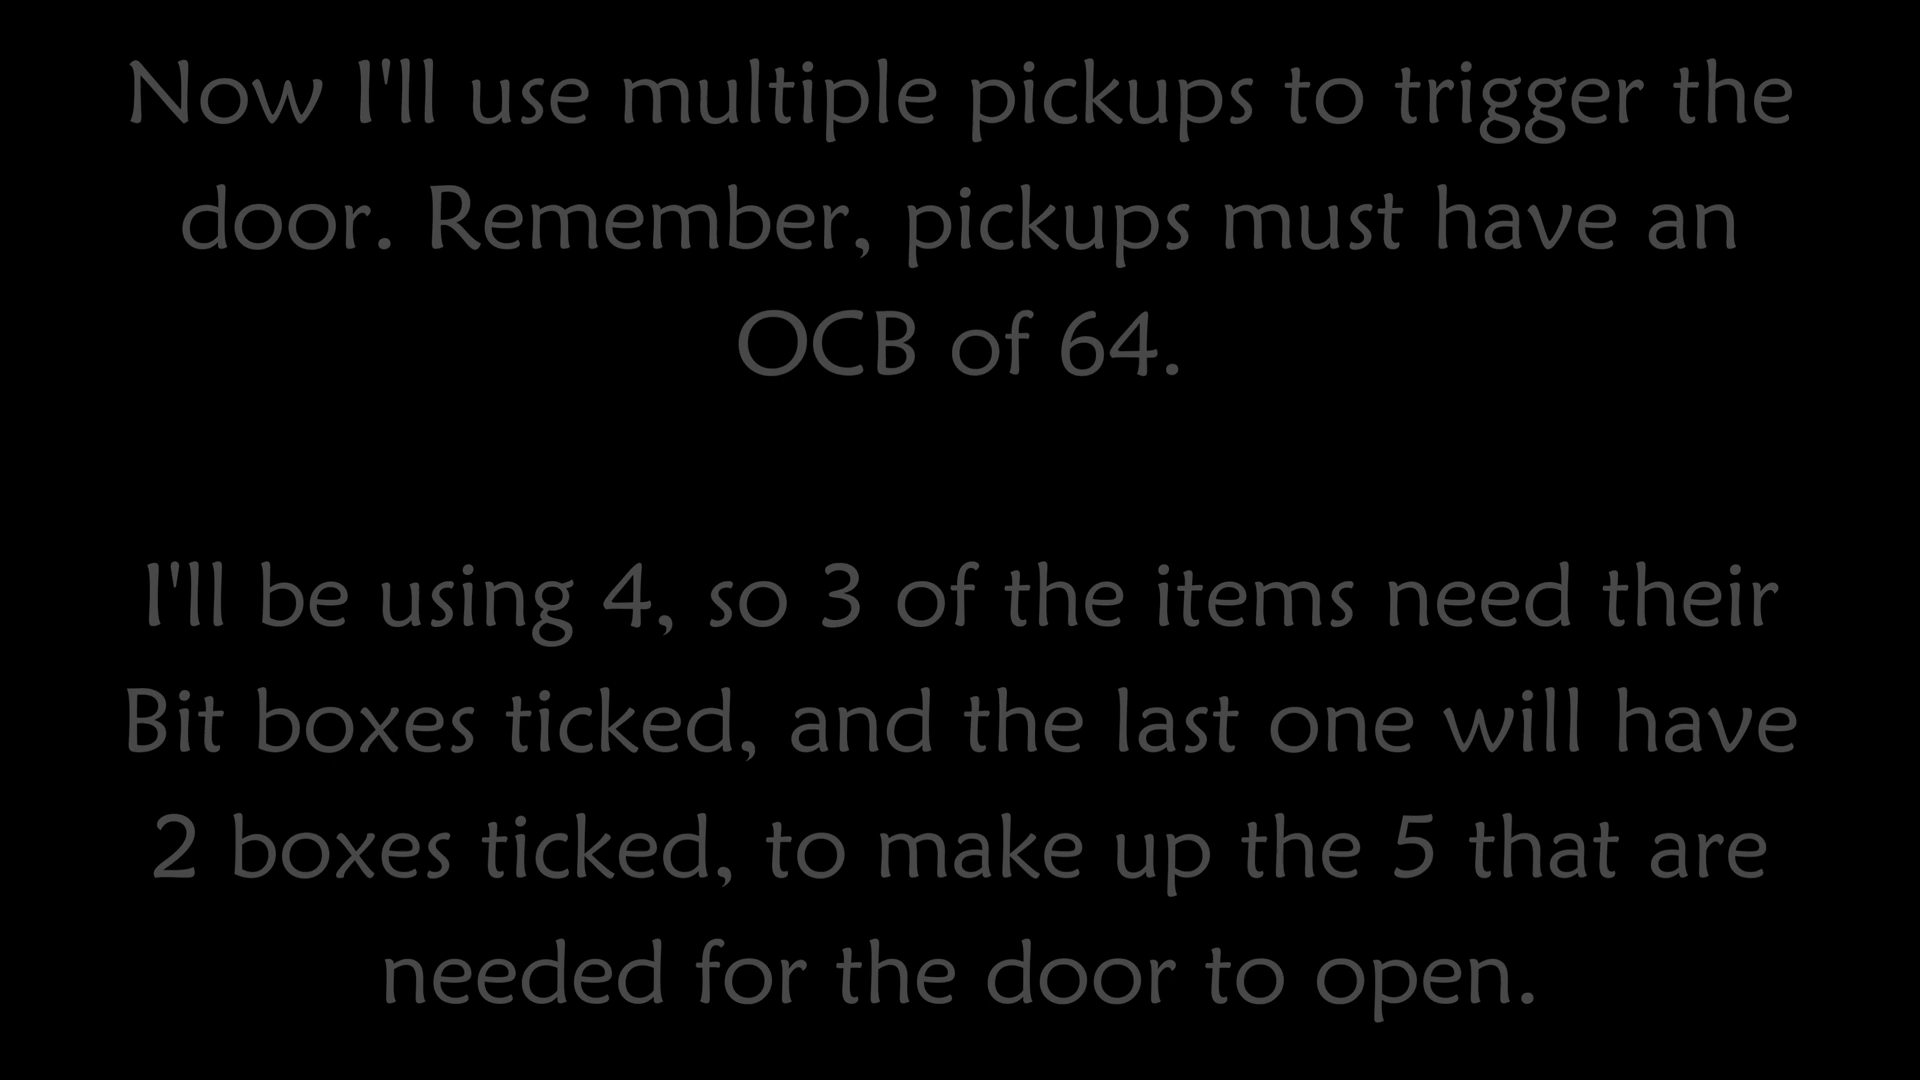 Now I'll use multiple pickups to trigger the
door. Remember, pickups must have an
OCB of 64.
I'll be using 4, so 3 of the items need their
Bit boxes ticked, and the last one will have
2 boxes ticked, to make up the 5 that are
needed for the door to open.